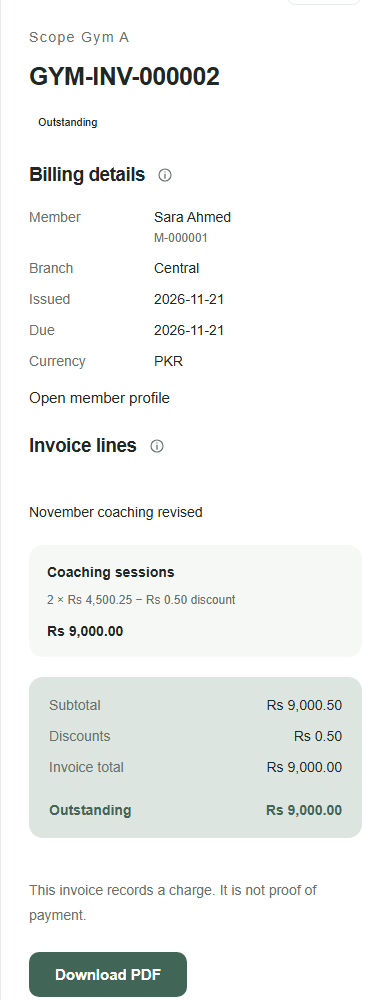 Scope Gym A
GYM-INV-000002
Outstanding
Billing details
Member Sara Ahmed
M-000001
Branch Central
Issued 2026-11-21
Due 2026-11-21
Currency PKR
Open member profile
Invoice lines
November coaching revised
Coaching sessions
2 × Rs 4,500.25 − Rs 0.50 discount
Rs 9,000.00
Subtotal Rs 9,000.50
Discounts Rs 0.50
Invoice total Rs 9,000.00
Outstanding Rs 9,000.00
This invoice records a charge. It is not proof of
payment.
Download PDF